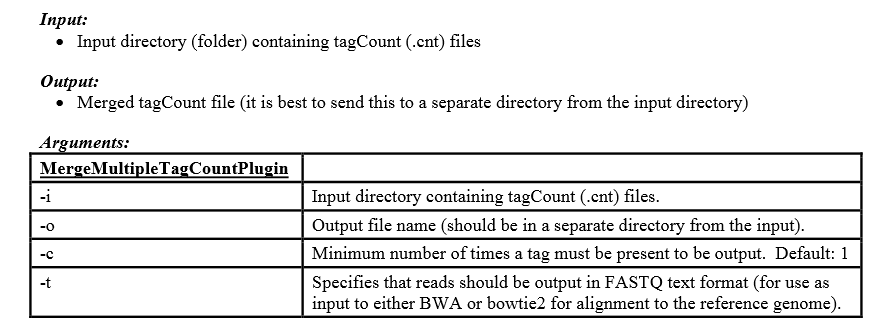 Input:
• Input directory (folder) containing tagCount (.cnt) files
Output:
• Merged tagCount file (it is best to send this to a separate directory from the input directory)
Arguments:
MergeMultipleTagCountPlugin
-i Input directory containing tagCount (.cnt) files.
-o Output file name (should be in a separate directory from the input).
-c Minimum number of times a tag must be present to be output.  Default: 1
-t Specifies that reads should be output in FASTQ text format (for use as
input to either BWA or bowtie2 for alignment to the reference genome).